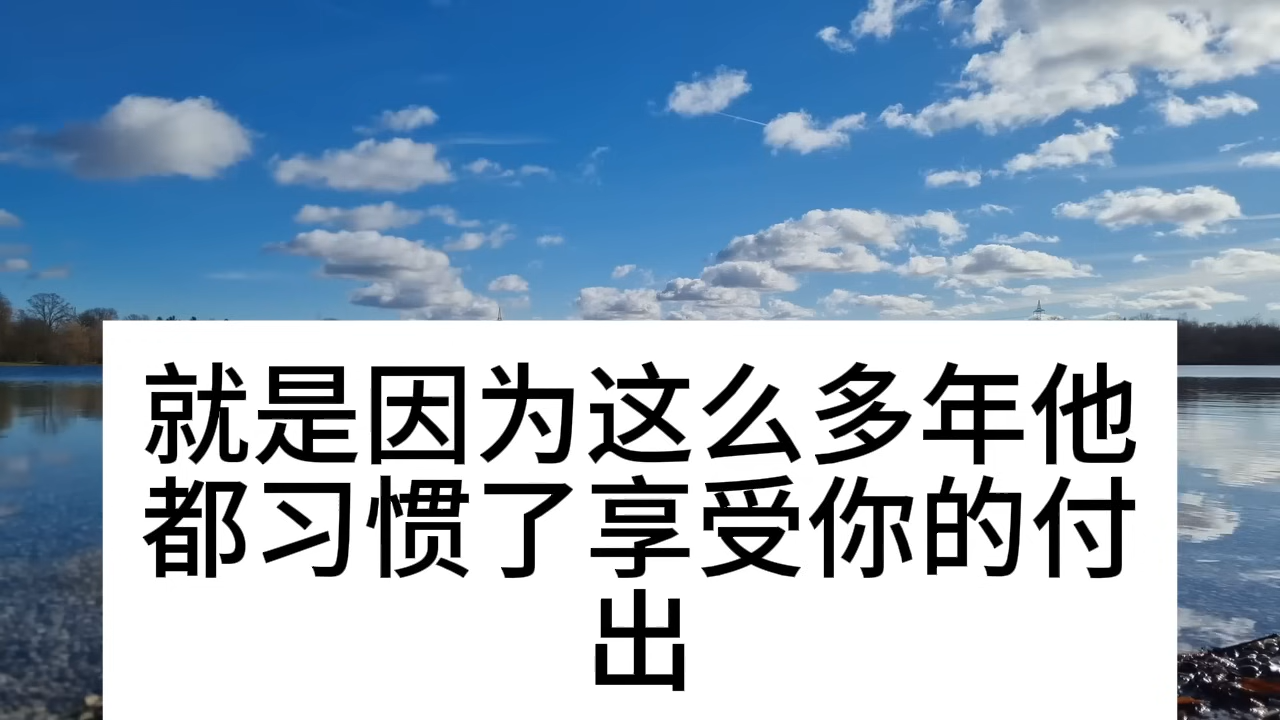 就是因为这么多年他
都习惯了享受你的付
出